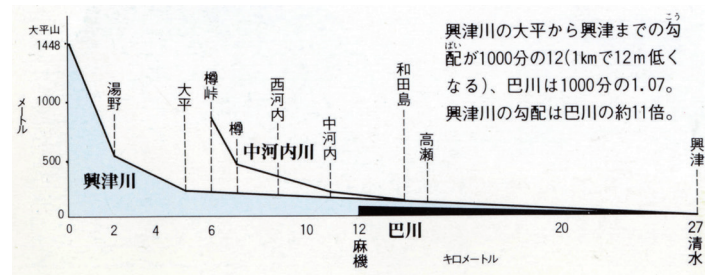 興津川の大平から興津までの勾
こう
配が1000分の12(1kmで12m低く
ばい
なる)、巴川は1000分の1.07。
興津川の勾配は巴川の約11倍。
大平山
1448
1000
500
0
メートル
湯野
大平
樽峠
樽
西河内
中河内
和田島
高瀬
興津
中河内川
興津川
巴川
0 2 4 6 8 10 12 20 27
麻機
キロメートル
清水